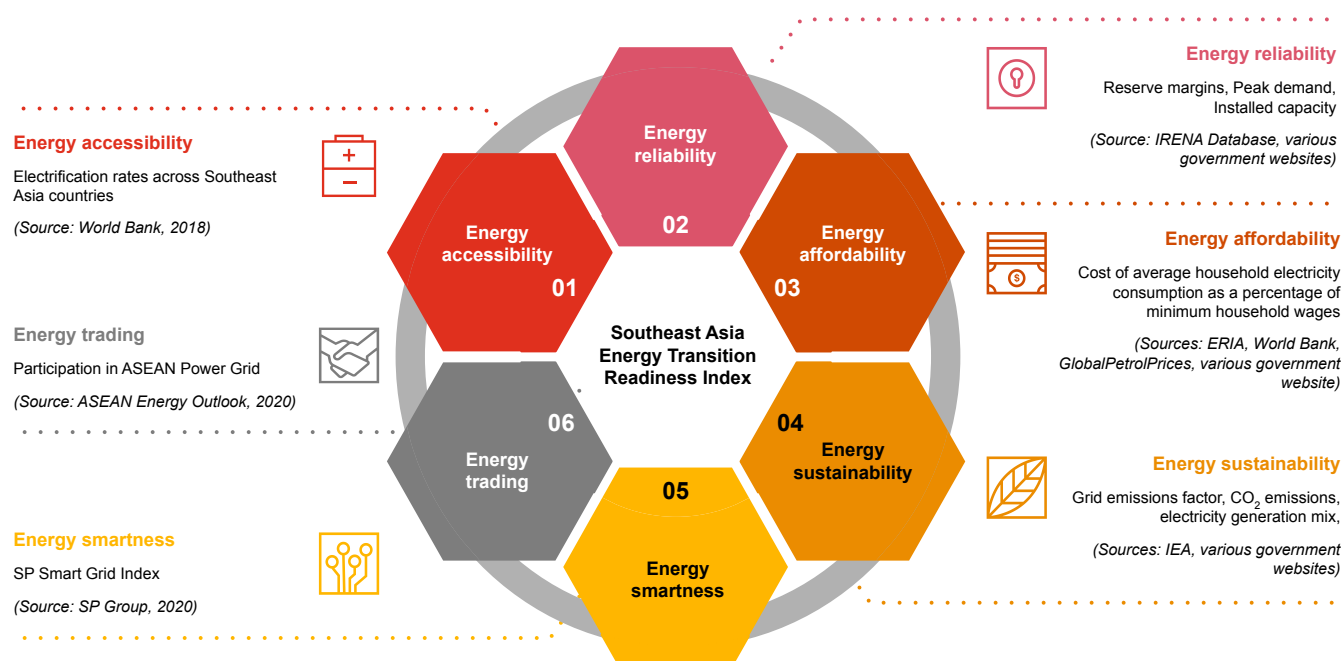 Energy accessibility
Electrification rates across Southeast
Asia countries
(Source: World Bank, 2018)
Energy trading
Participation in ASEAN Power Grid
(Source: ASEAN Energy Outlook, 2020)
Energy smartness
SP Smart Grid Index
(Source: SP Group, 2020)
Energy
accessibility
01
Energy
reliability
02
Energy
affordability
03
04
Energy
sustainability
05
Energy
smartness
06
Energy
trading
Southeast Asia
Energy Transition
Readiness Index
Energy reliability
Reserve margins, Peak demand,
Installed capacity
(Source: IRENA Database, various
government websites)
Energy affordability
Cost of average household electricity
consumption as a percentage of
minimum household wages
(Sources: ERIA, World Bank,
GlobalPetrolPrices, various government
website)
Energy sustainability
Grid emissions factor, CO₂ emissions,
electricity generation mix,
(Sources: IEA, various government
websites)